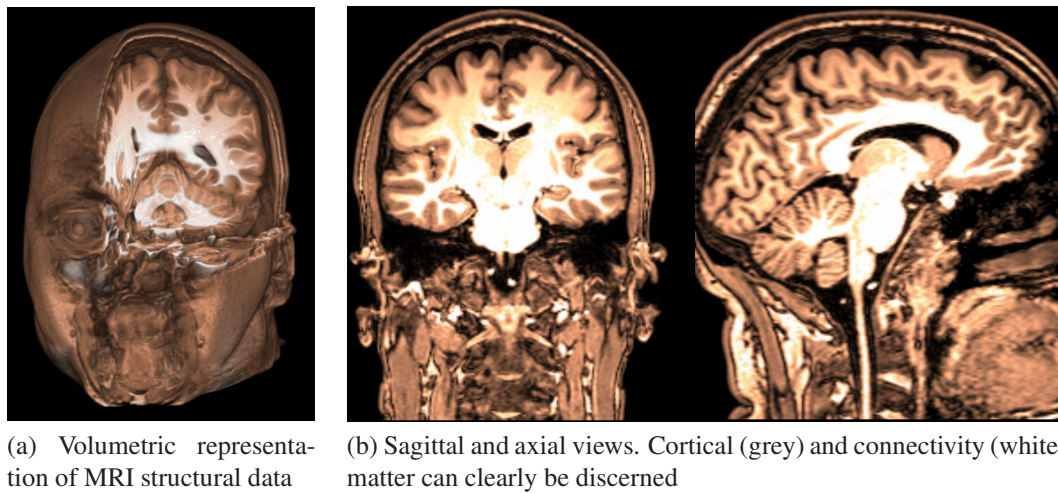 (a) Volumetric representa-
tion of MRI structural data
(b) Sagittal and axial views. Cortical (grey) and connectivity (white
matter can clearly be discerned